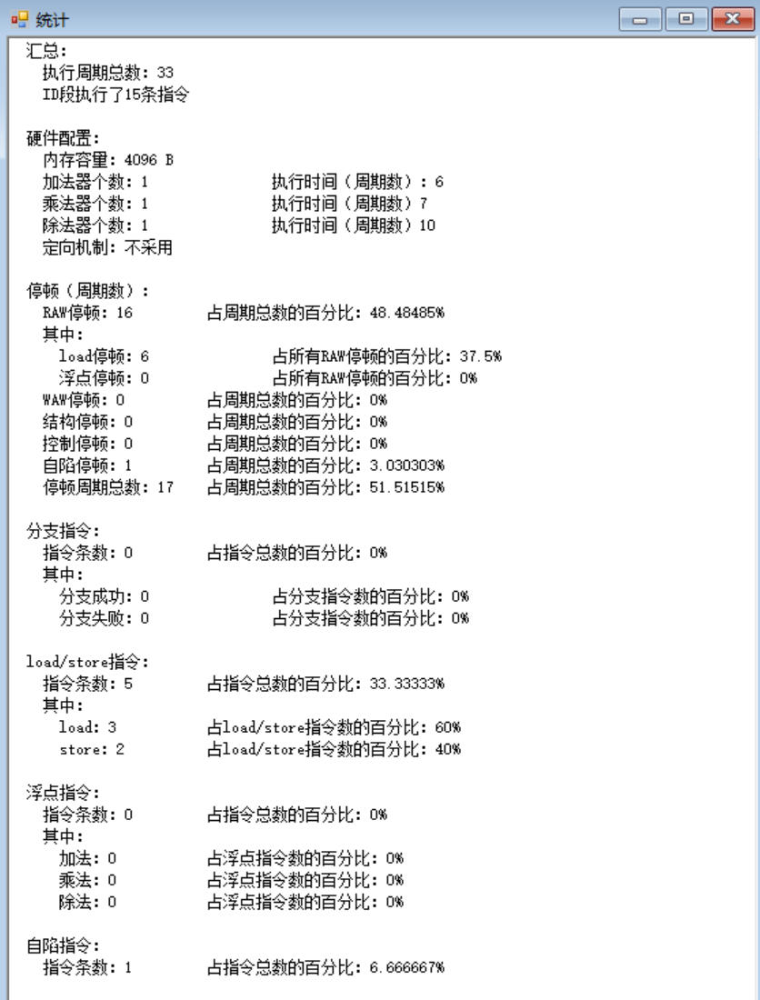 统计
汇总:
执行周期总数: 33
ID段执行了15条指令
硬件配置:
内存容量: 4096 B
加法器个数: 1 执行时间（周期数）: 6
乘法器个数: 1 执行时间（周期数）7
除法器个数: 1 执行时间（周期数）10
定向机制: 不采用
停顿（周期数）:
RAW停顿: 16 占周期总数的百分比: 48.48485%
其中:
load停顿: 6 占所有RAW停顿的百分比: 37.5%
浮点停顿: 0 占所有RAW停顿的百分比: 0%
WAW停顿: 0 占周期总数的百分比: 0%
结构停顿: 0 占周期总数的百分比: 0%
控制停顿: 0 占周期总数的百分比: 0%
自陷停顿: 1 占周期总数的百分比: 3.030303%
停顿周期总数: 17 占周期总数的百分比: 51.51515%
分支指令:
指令条数: 0 占指令总数的百分比: 0%
其中:
分支成功: 0 占分支指令数的百分比: 0%
分支失败: 0 占分支指令数的百分比: 0%
load/store指令:
指令条数: 5 占指令总数的百分比: 33.33333%
其中:
load: 3 占load/store指令数的百分比: 60%
store: 2 占load/store指令数的百分比: 40%
浮点指令:
指令条数: 0 占指令总数的百分比: 0%
其中:
加法: 0 占浮点指令数的百分比: 0%
乘法: 0 占浮点指令数的百分比: 0%
除法: 0 占浮点指令数的百分比: 0%
自陷指令:
指令条数: 1 占指令总数的百分比: 6.666667%